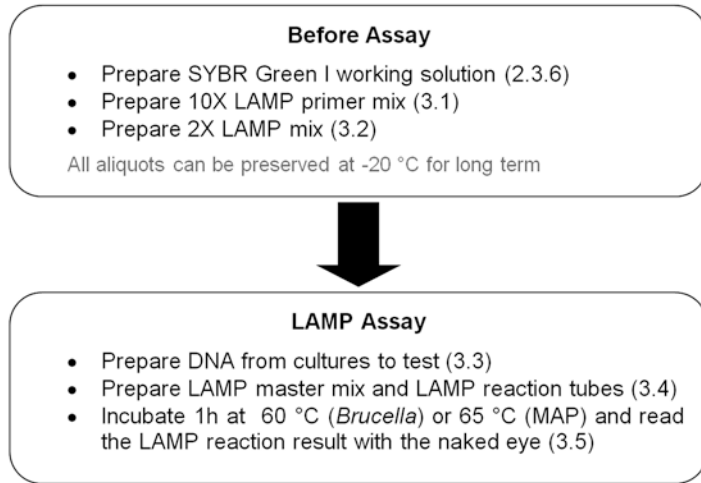 Before Assay
• Prepare SYBR Green I working solution (2.3.6)
• Prepare 10X LAMP primer mix (3.1)
• Prepare 2X LAMP mix (3.2)
All aliquots can be preserved at -20 °C for long term
LAMP Assay
• Prepare DNA from cultures to test (3.3)
• Prepare LAMP master mix and LAMP reaction tubes (3.4)
• Incubate 1h at 60 °C (Brucella) or 65 °C (MAP) and read
the LAMP reaction result with the naked eye (3.5)